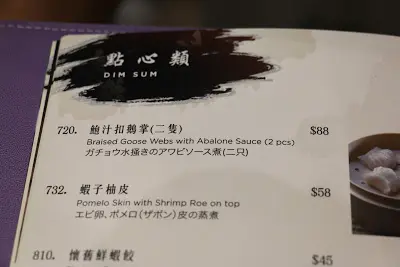 點心類
DIM SUM
720. 鮑汁扣鵝掌(二隻) $88
Braised Goose Webs with Abalone Sauce (2 pcs)
ガチョウ水掻きのアワビソース煮(二只)
732. 蝦子柚皮 $58
Pomelo Skin with Shrimp Roe on top
エビ卵、ポメロ(ザボン)皮の蒸煮
810. 懷舊鮮蝦餃 $45